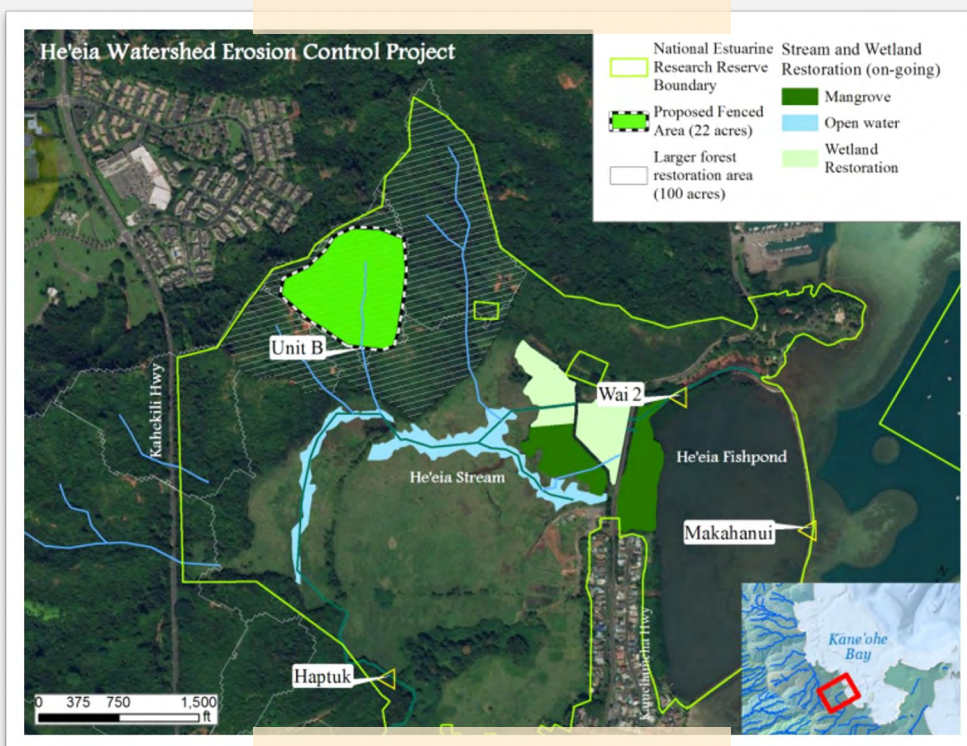 He'eia Watershed Erosion Control Project
National Estuarine
Research Reserve
Boundary
Proposed Fenced
Area (22 acres)
Larger forest
restoration area
(100 acres)
Stream and Wetland
Restoration (on-going)
Mangrove
Open water
Wetland
Restoration
Unit B
Kahekili Hwy
Wai 2
He'eia Stream
He'eia Fishpond
Makahanui
Hwy
Haptuk
0 375 750 1,500
ft
Kane'ohe
Bay